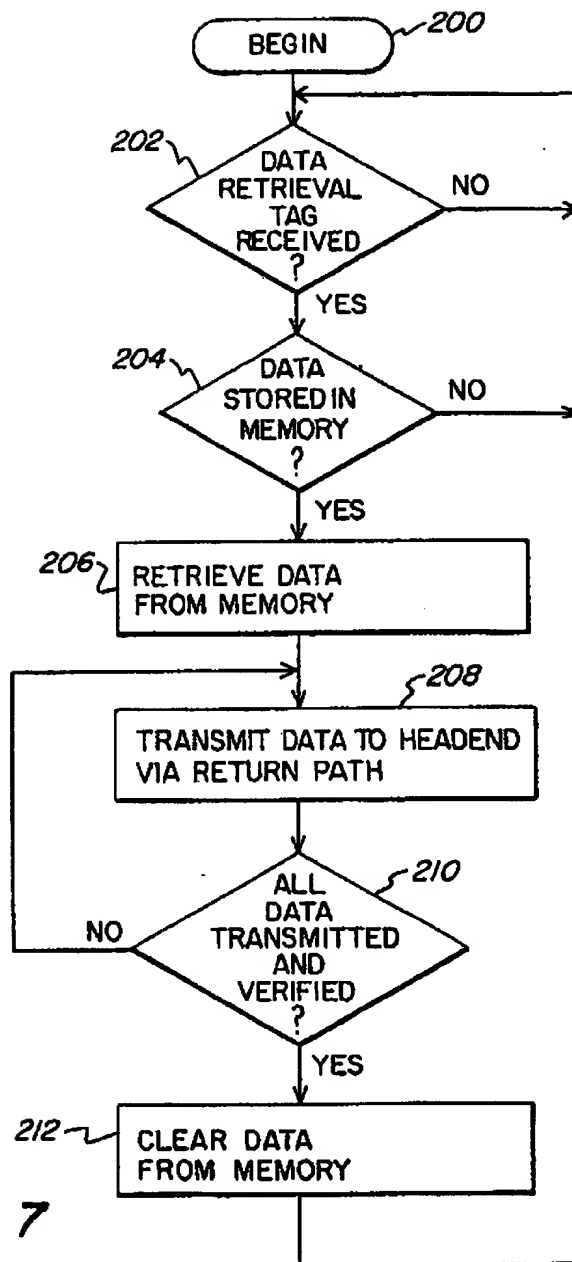 BEGIN
200
202
DATA
RETRIEVAL
TAG
RECEIVED
?
NO
YES
204
DATA
STORED IN
MEMORY
?
NO
YES
206
RETRIEVE DATA
FROM MEMORY
208
TRANSMIT DATA TO HEADEND
VIA RETURN PATH
210
ALL
DATA
TRANSMITTED
AND
VERIFIED
?
NO
YES
212
CLEAR DATA
FROM MEMORY
7